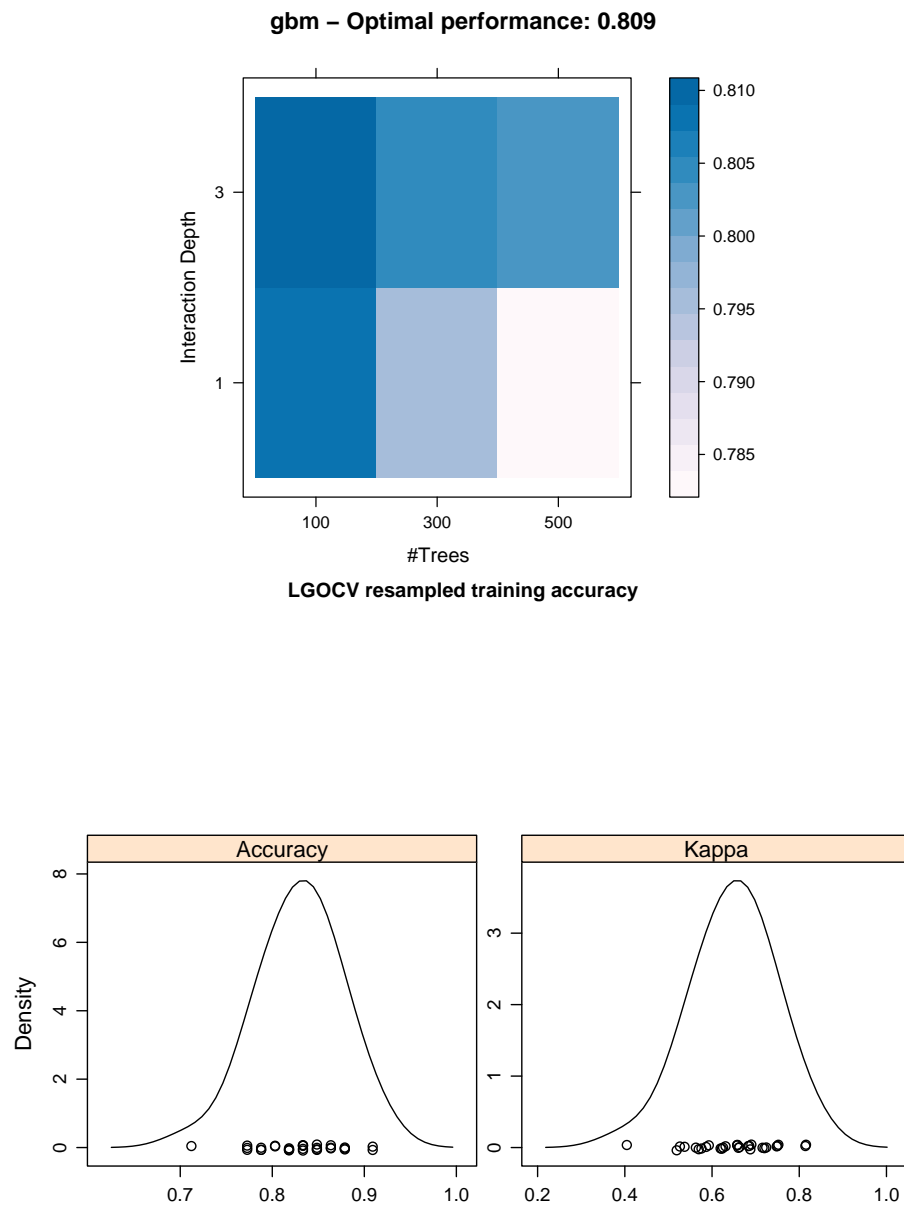 gbm − Optimal performance: 0.809
0.810
0.805
0.800
0.795
0.790
0.785
Interaction Depth
3
1
100 300 500
#Trees
LGOCV resampled training accuracy
Accuracy
Kappa
Density
8
6
4
2
0
3
2
1
0
0.7 0.8 0.9 1.0
0.2 0.4 0.6 0.8 1.0